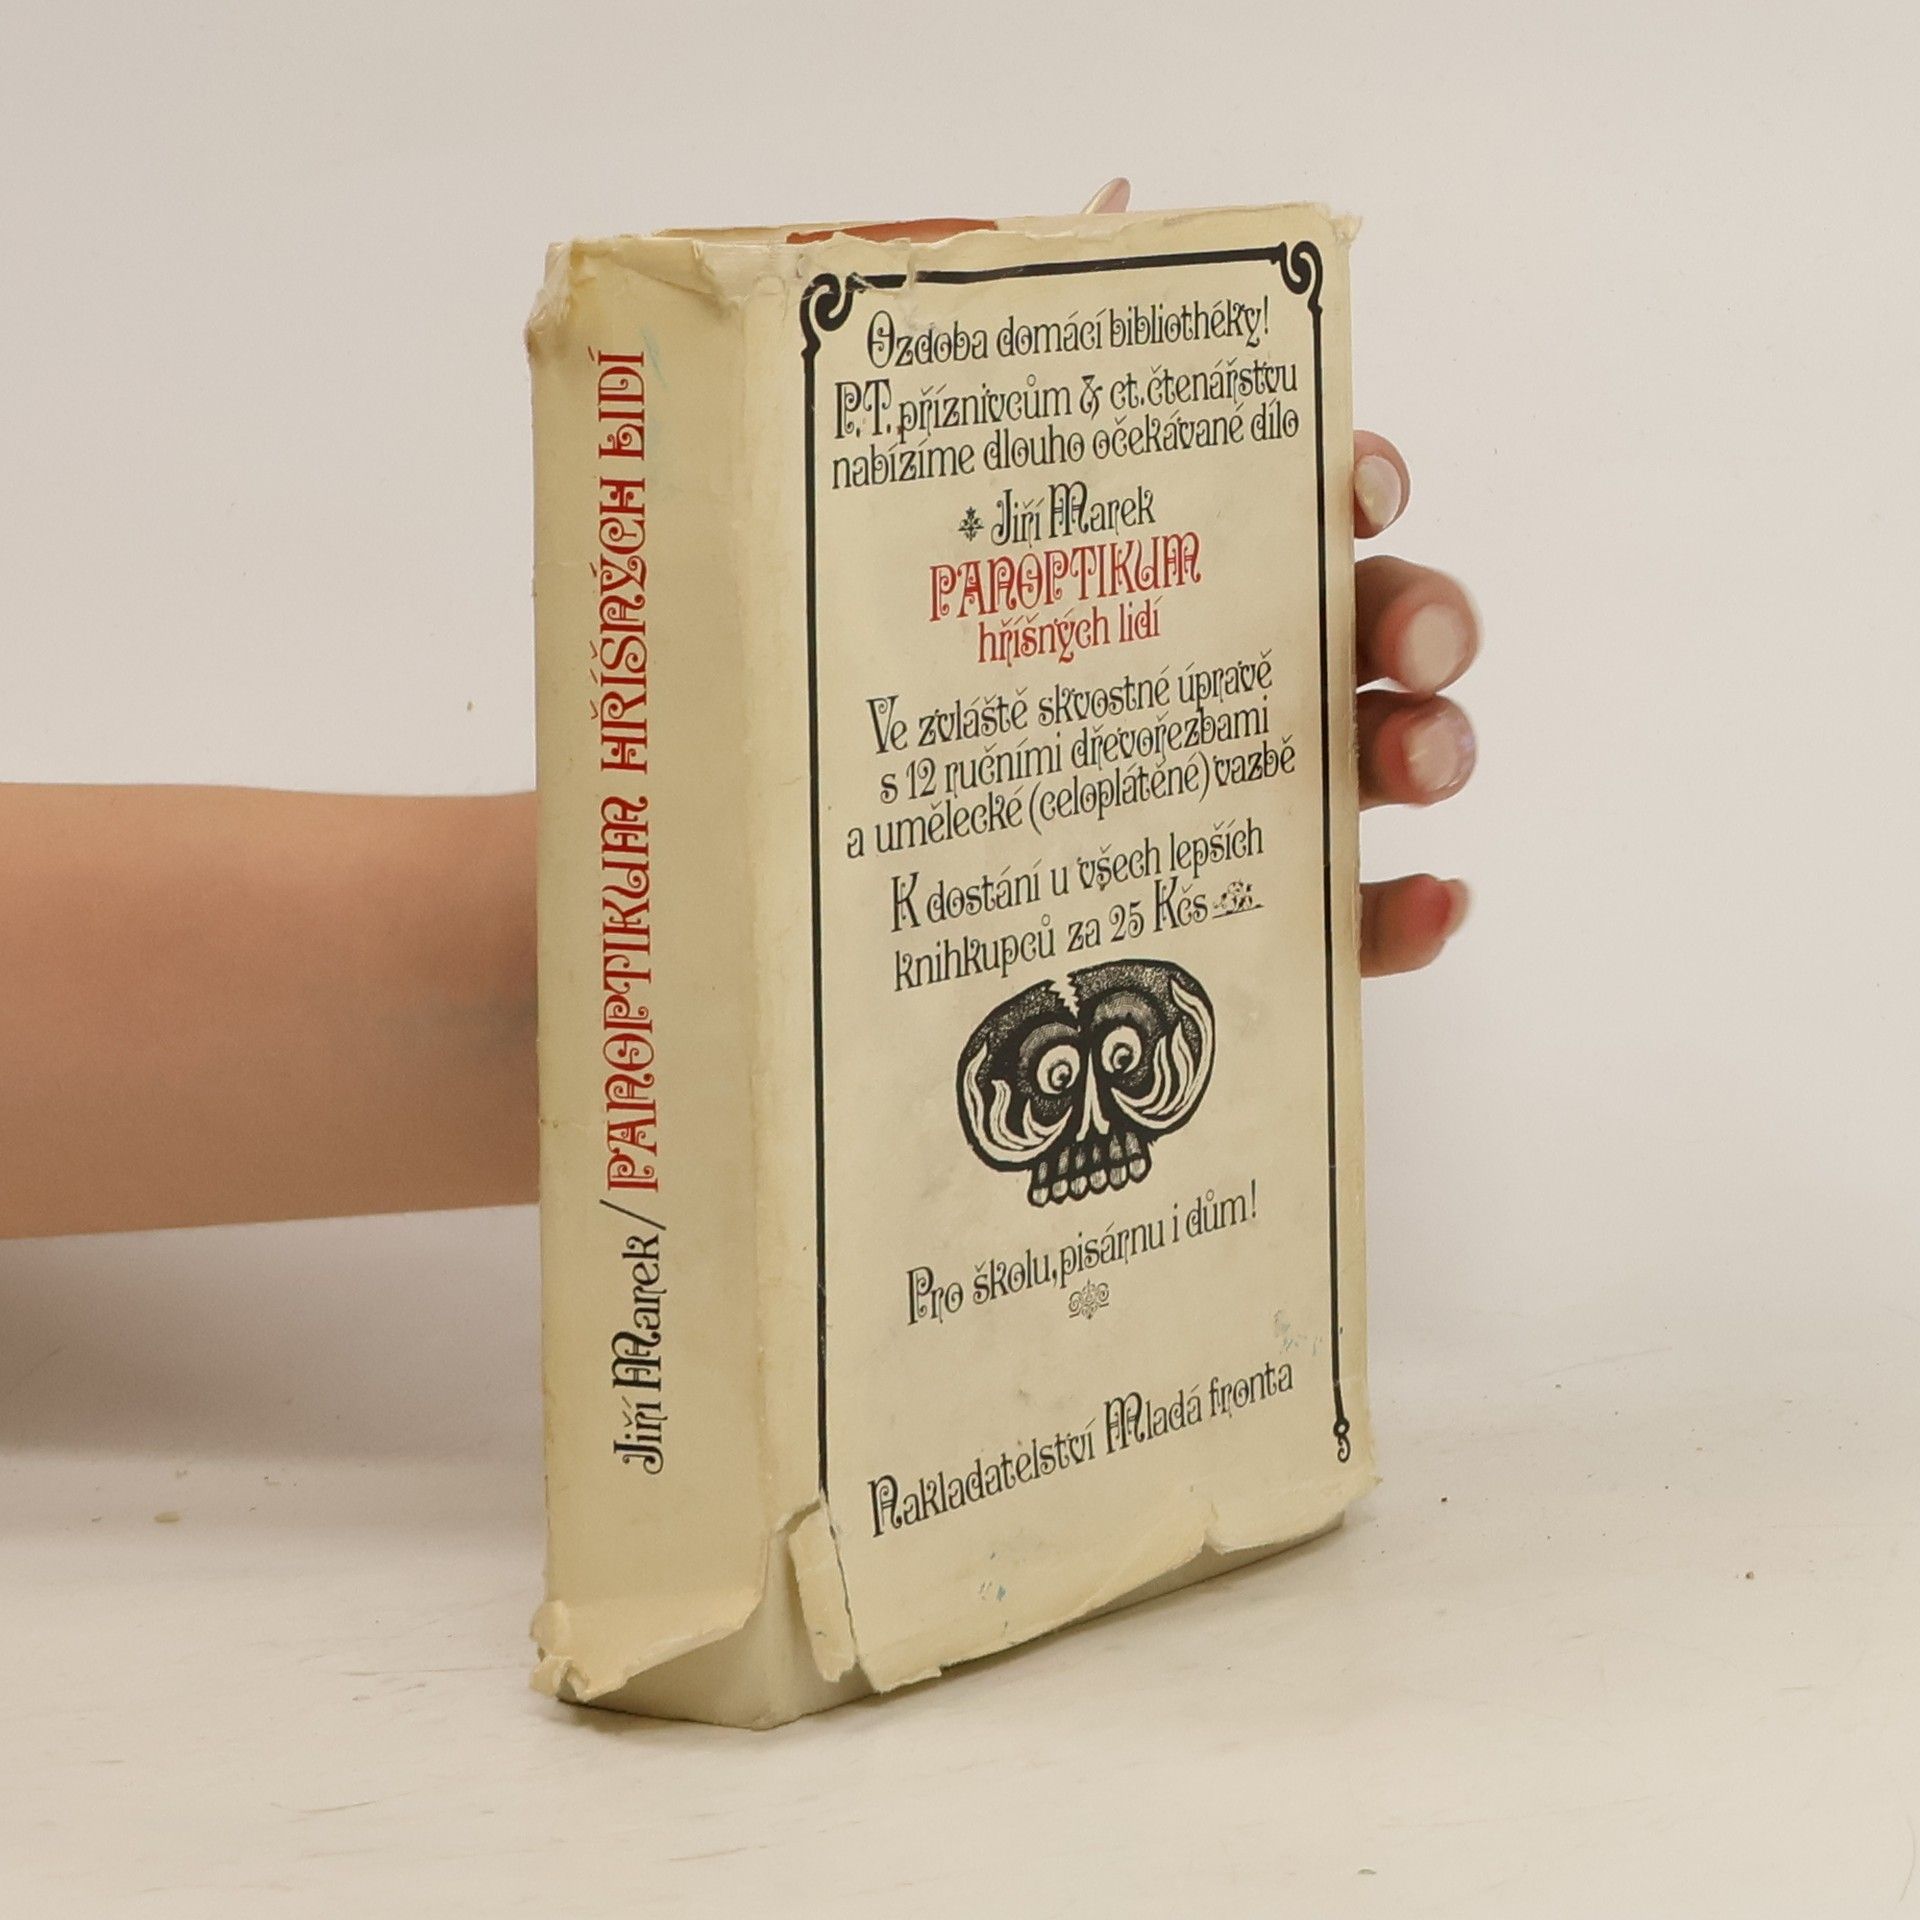 Jiří Marek/PANOPTIKUM HŘÍŠNÝCH LIDÍ
Ozdoba domácí bibliothéky!
P.T. příznivcům & ct. čtenářstvu
nabízíme dlouho očekávané dílo
Jiří Marek
PANOPTIKUM
hříšných lidí
Ve zvláště skvostné úpravě
s 12 ručními dřevořezbami
a umělecké (celoplátěné) vazbě
K dostání u všech lepších
knihkupců za 25 Kčs
Pro školu, pisárnu i dům!
Nakladatelství Mladá fronta